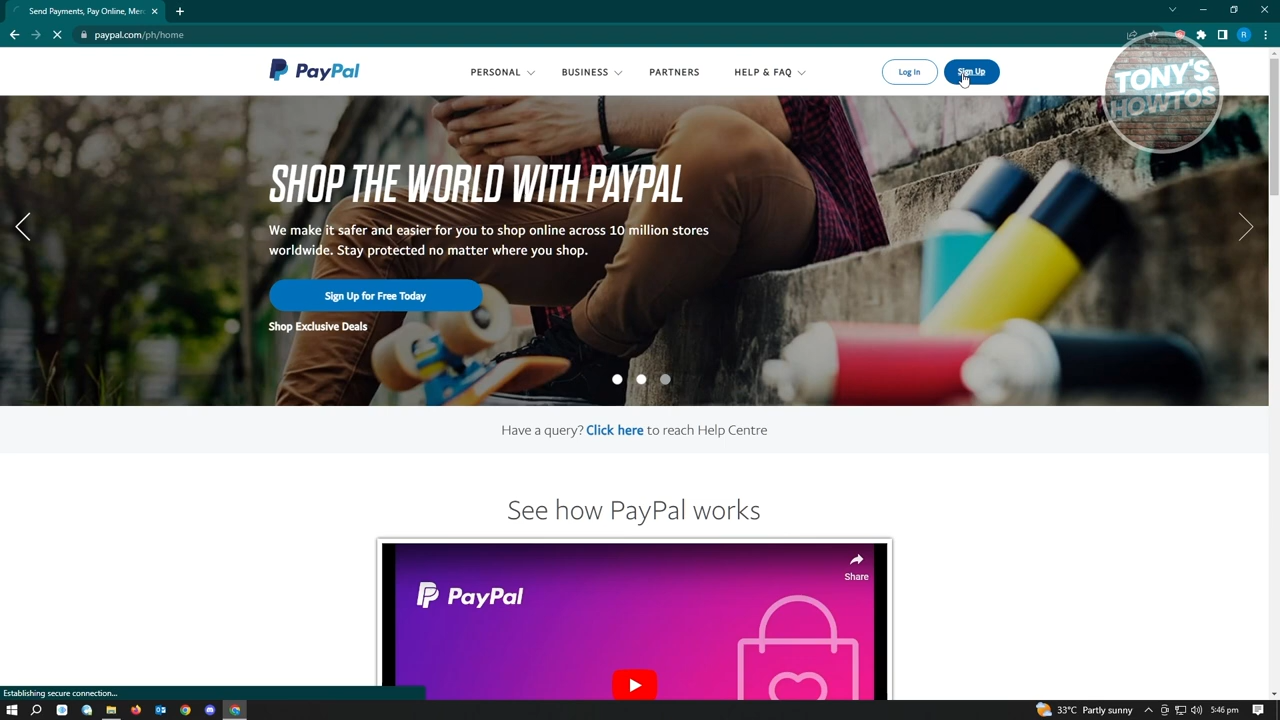 Send Payments, Pay Online, Mer
paypal.com/ph/home
R
PayPal
PERSONAL
BUSINESS
PARTNERS
HELP & FAQ
Log In
Sign Up
TONY'S
HOWTOS
SHOP THE WORLD WITH PAYPAL
We make it safer and easier for you to shop online across 10 million stores
worldwide. Stay protected no matter where you shop.
Sign Up for Free Today
Shop Exclusive Deals
Have a query? Click here to reach Help Centre
See how PayPal works
Share
PayPal
Establishing secure connection...
33°C Partly sunny
5:46 pm